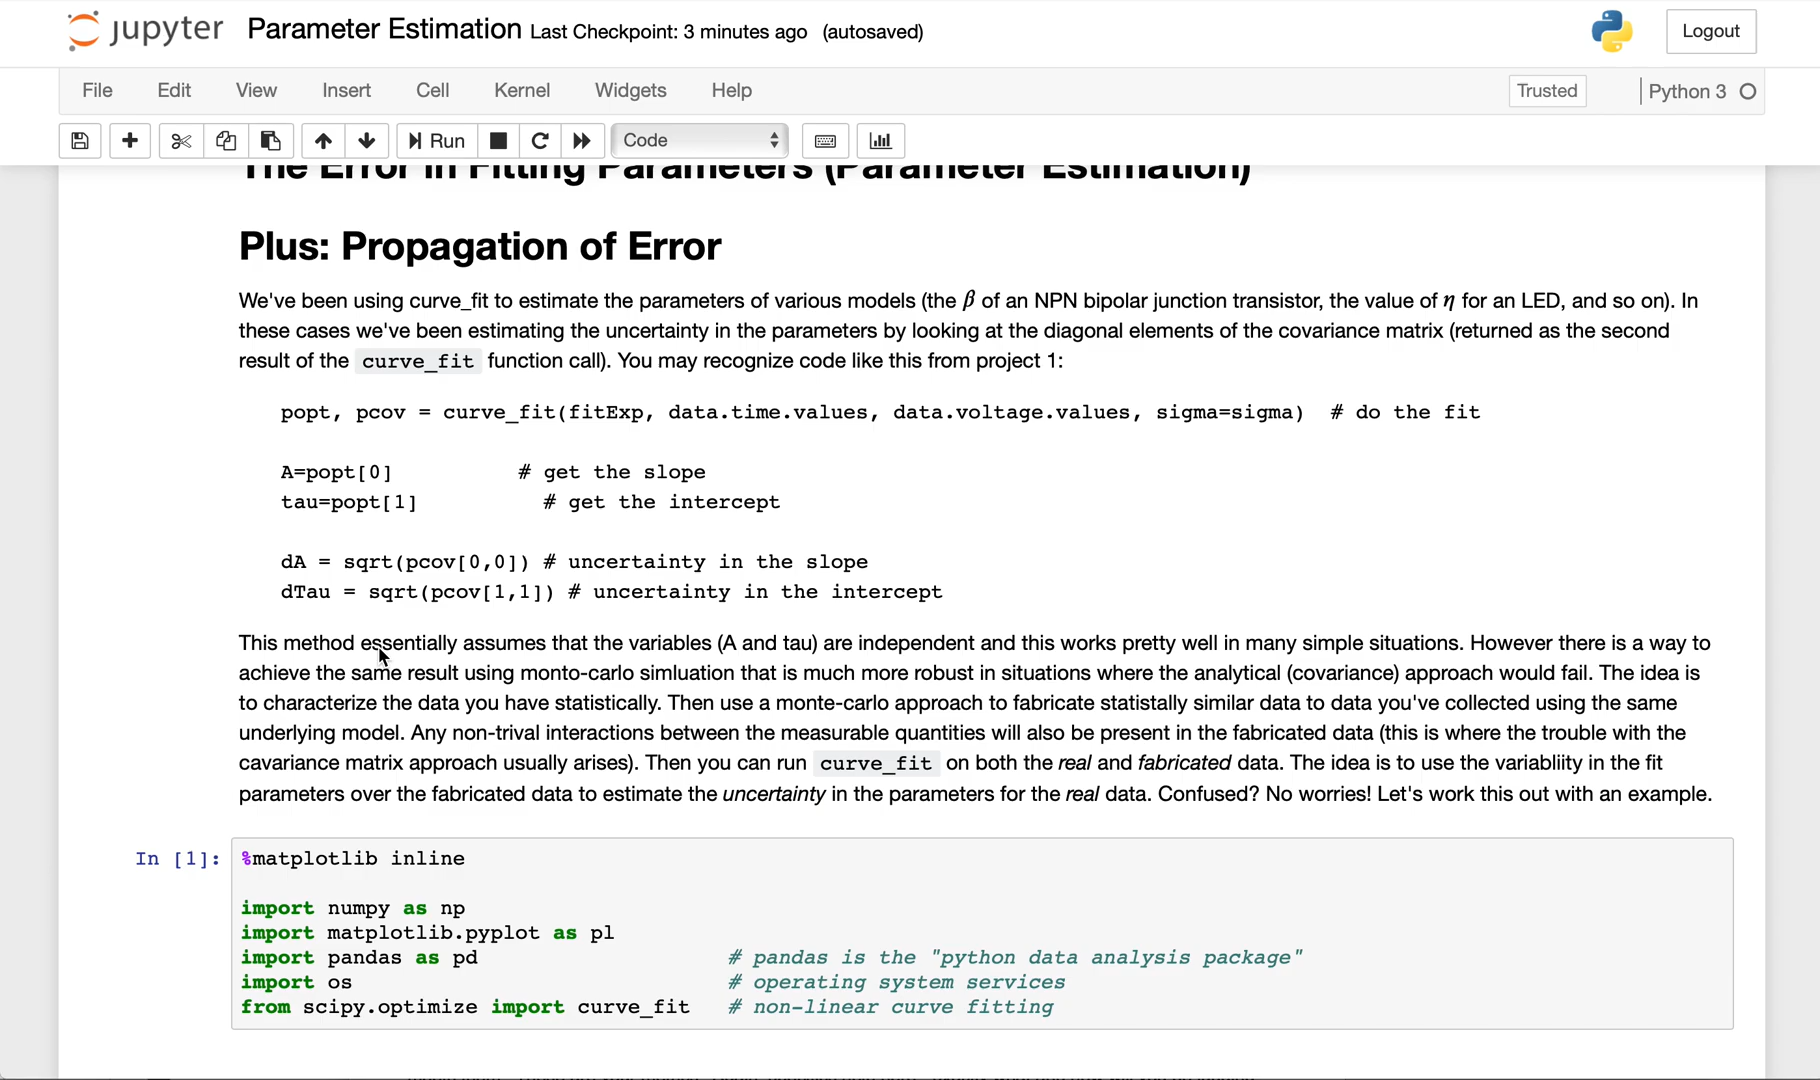 jupyter Parameter Estimation Last Checkpoint: 3 minutes ago (autosaved) Logout
File Edit View Insert Cell Kernel Widgets Help Trusted Python 3
Run Code
The Error in Fitting Parameters (Parameter Estimation)
Plus: Propagation of Error
We've been using curve_fit to estimate the parameters of various models (the β of an NPN bipolar junction transistor, the value of η for an LED, and so on). In
these cases we've been estimating the uncertainty in the parameters by looking at the diagonal elements of the covariance matrix (returned as the second
result of the curve_fit function call). You may recognize code like this from project 1:
popt, pcov = curve_fit(fitExp, data.time.values, data.voltage.values, sigma=sigma) # do the fit
A=popt[0] # get the slope
tau=popt[1] # get the intercept
dA = sqrt(pcov[0,0]) # uncertainty in the slope
dTau = sqrt(pcov[1,1]) # uncertainty in the intercept
This method essentially assumes that the variables (A and tau) are independent and this works pretty well in many simple situations. However there is a way to
achieve the same result using monto-carlo simluation that is much more robust in situations where the analytical (covariance) approach would fail. The idea is
to characterize the data you have statistically. Then use a monte-carlo approach to fabricate statistally similar data to data you've collected using the same
underlying model. Any non-trival interactions between the measurable quantities will also be present in the fabricated data (this is where the trouble with the
cavariance matrix approach usually arises). Then you can run curve_fit on both the real and fabricated data. The idea is to use the variabliity in the fit
parameters over the fabricated data to estimate the uncertainty in the parameters for the real data. Confused? No worries! Let's work this out with an example.
In [1]: %matplotlib inline
import numpy as np
import matplotlib.pyplot as pl
import pandas as pd # pandas is the "python data analysis package"
import os # operating system services
from scipy.optimize import curve_fit # non-linear curve fitting